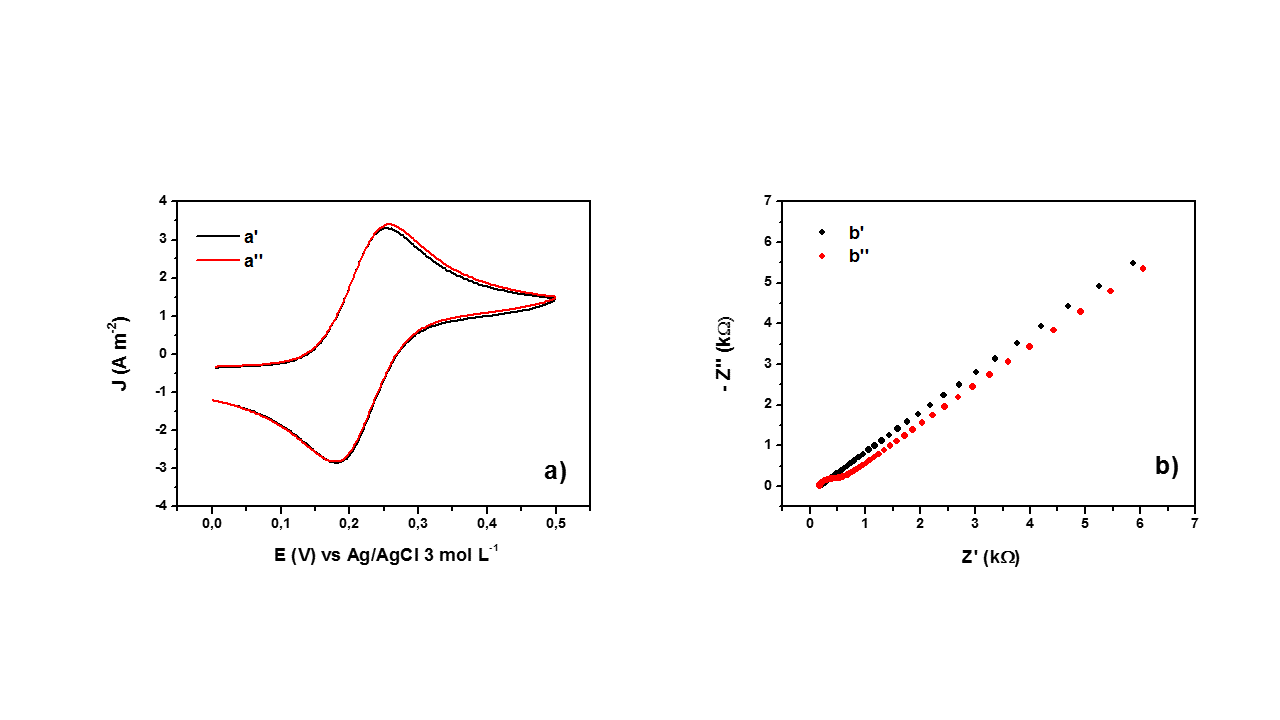 4
3
2
1
0
-1
-2
-3
-4
a'
a''
a)
0,0 0,1 0,2 0,3 0,4 0,5
E (V) vs Ag/AgCl 3 mol L⁻¹
J (A m⁻²)
7
6
5
4
3
2
1
0
b'
b''
b)
0 1 2 3 4 5 6 7
Z' (kΩ)
- Z'' (kΩ)